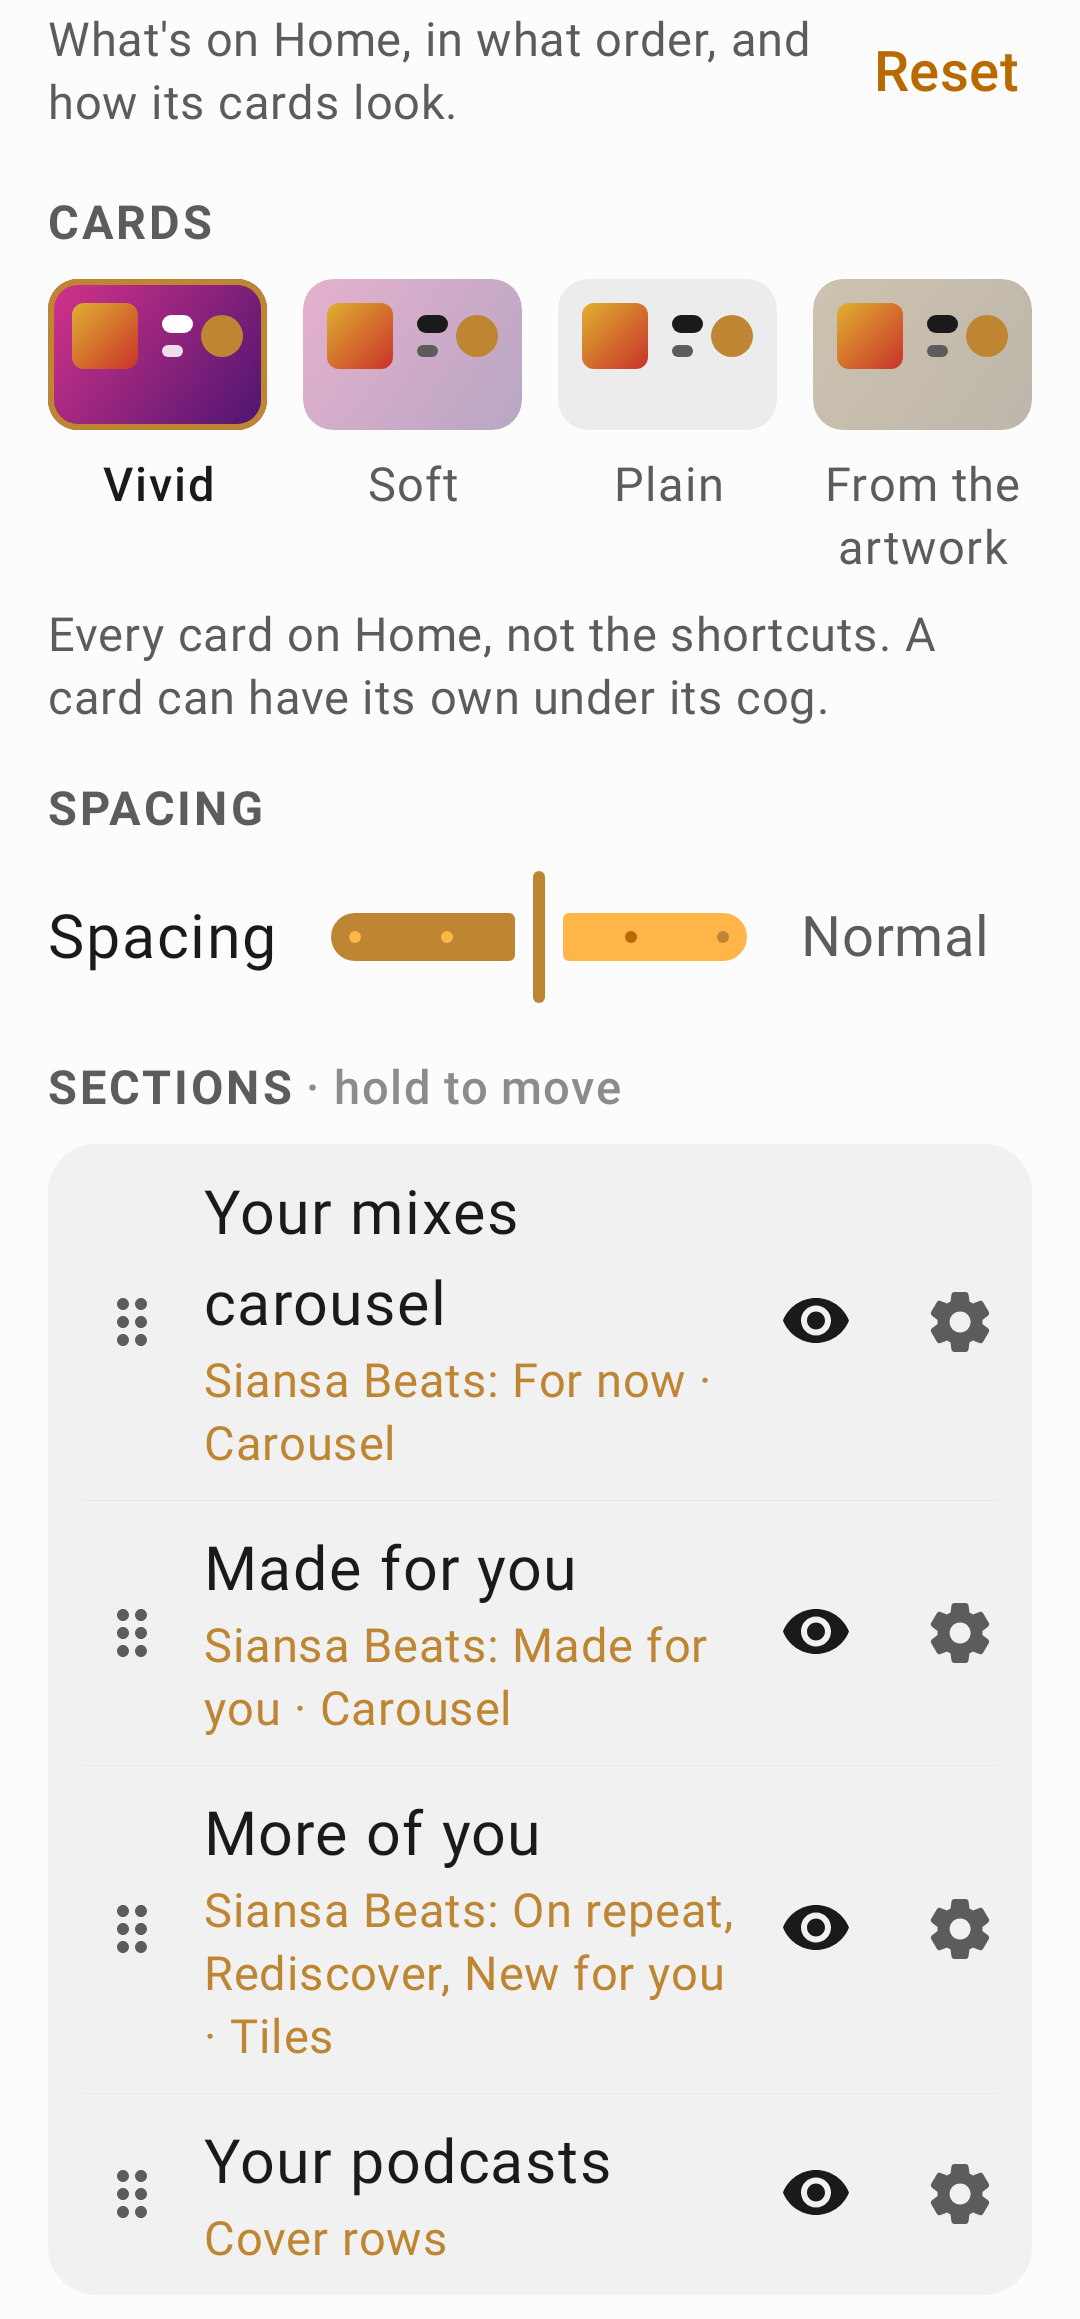 What's on Home, in what order, and
how its cards look.
Reset
CARDS
Vivid
Soft
Plain
From the
artwork
Every card on Home, not the shortcuts. A
card can have its own under its cog.
SPACING
Spacing
Normal
SECTIONS · hold to move
Your mixes
carousel
Siansa Beats: For now ·
Carousel
Made for you
Siansa Beats: Made for
you · Carousel
More of you
Siansa Beats: On repeat,
Rediscover, New for you
· Tiles
Your podcasts
Cover rows